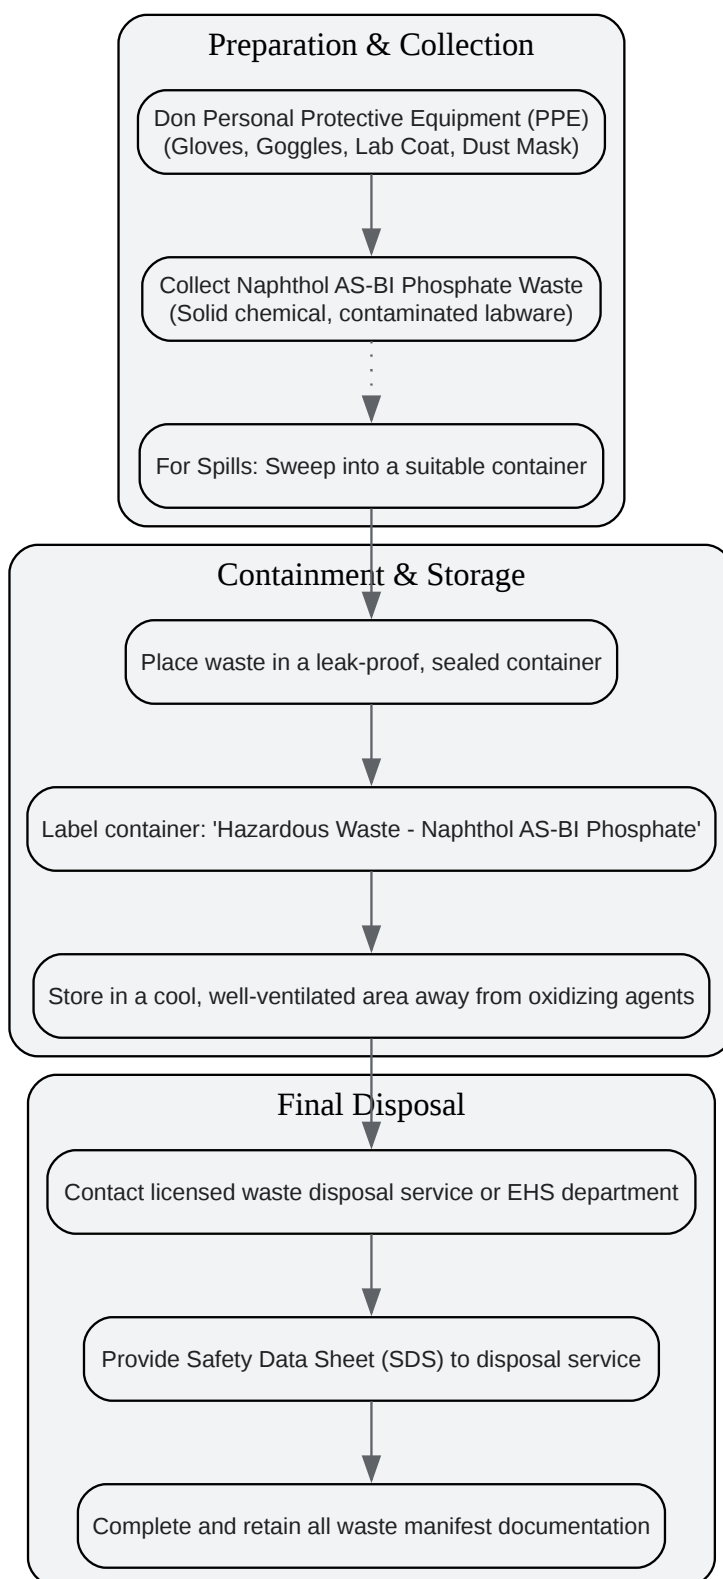 Preparation & Collection
Don Personal Protective Equipment (PPE)
(Gloves, Goggles, Lab Coat, Dust Mask)
Collect Naphthol AS-BI Phosphate Waste
(Solid chemical, contaminated labware)
For Spills: Sweep into a suitable container
Containment & Storage
Place waste in a leak-proof, sealed container
Label container: 'Hazardous Waste - Naphthol AS-BI Phosphate'
Store in a cool, well-ventilated area away from oxidizing agents
Final Disposal
Contact licensed waste disposal service or EHS department
Provide Safety Data Sheet (SDS) to disposal service
Complete and retain all waste manifest documentation